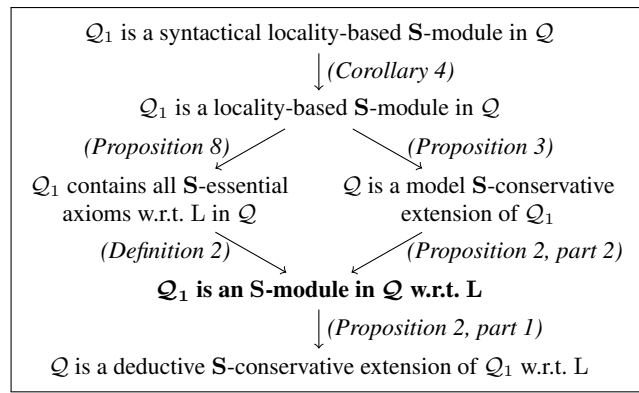 𝒬₁ is a syntactical locality-based S-module in 𝒬
(Corollary 4)
𝒬₁ is a locality-based S-module in 𝒬
(Proposition 8) (Proposition 3)
𝒬₁ contains all S-essential
axioms w.r.t. L in 𝒬
𝒬 is a model S-conservative
extension of 𝒬₁
(Definition 2) (Proposition 2, part 2)
𝒬₁ is an S-module in 𝒬 w.r.t. L
(Proposition 2, part 1)
𝒬 is a deductive S-conservative extension of 𝒬₁ w.r.t. L